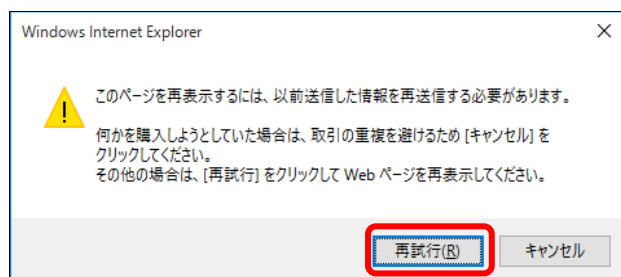 Windows Internet Explorer
このページを再表示するには、以前送信した情報を再送信する必要があります。
何かを購入しようとしていた場合は、取引の重複を避けるため [キャンセル] を
クリックしてください。
その他の場合は、[再試行] をクリックして Web ページを再表示してください。
再試行(R) キャンセル